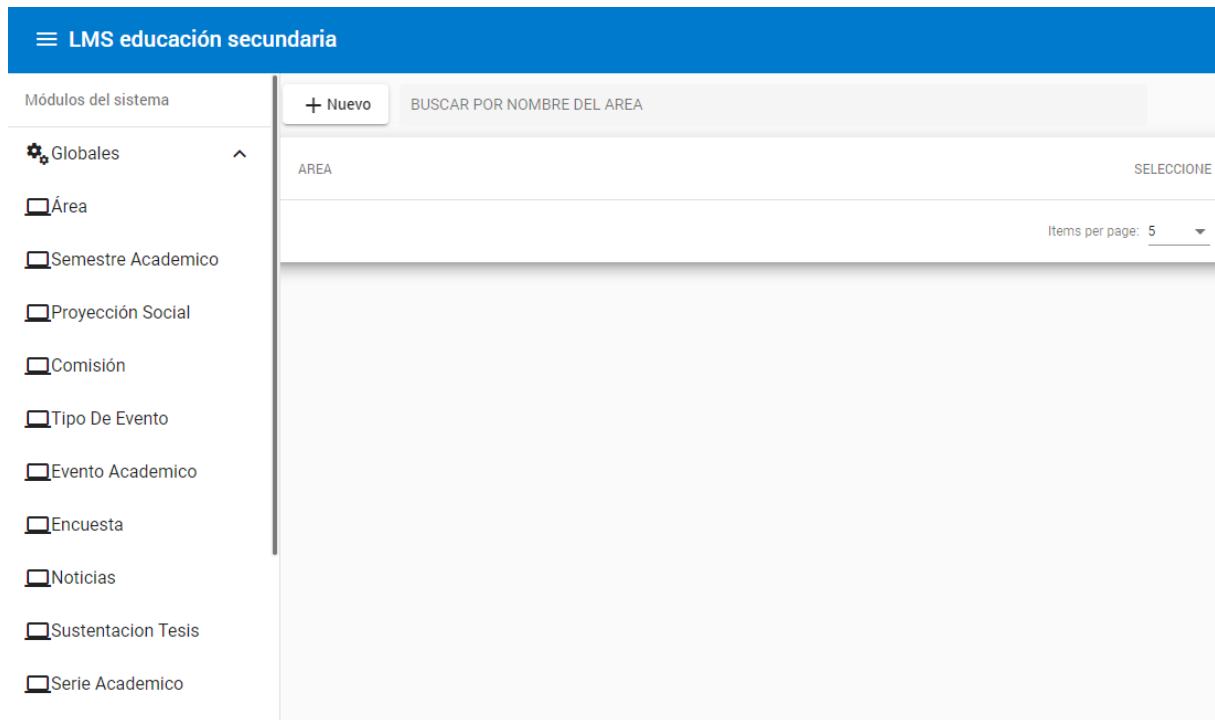 LMS educación secundaria
Módulos del sistema
+ Nuevo
BUSCAR POR NOMBRE DEL AREA
Globales
AREA
SELECCIONE
Área
Items per page: 5
Semestre Academico
Proyección Social
Comisión
Tipo De Evento
Evento Academico
Encuesta
Noticias
Sustentacion Tesis
Serie Academico